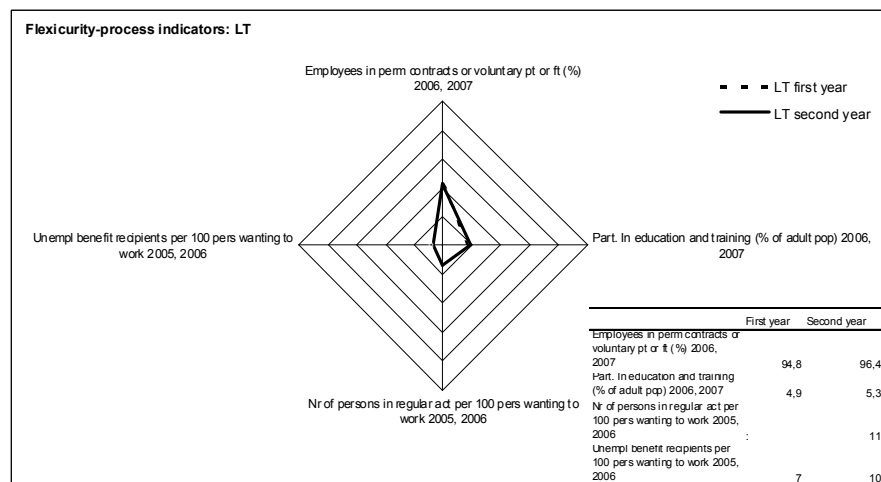 Flexicurity-process indicators: LT
Employees in perm contracts or voluntary pt or ft (%)
2006, 2007
LT first year
LT second year
Unempl benefit recipients per 100 pers wanting to
work 2005, 2006
Part. In education and training (% of adult pop) 2006,
2007
Nr of persons in regular act per 100 pers wanting to
work 2005, 2006
First year Second year
Employees in perm contracts or
voluntary pt or ft (%) 2006,
2007 94,8 96,4
Part. In education and training
(% of adult pop) 2006, 2007 4,9 5,3
Nr of persons in regular act per
100 pers wanting to work 2005,
2006 : 11
Unempl benefit recipients per
100 pers wanting to work 2005,
2006 7 10